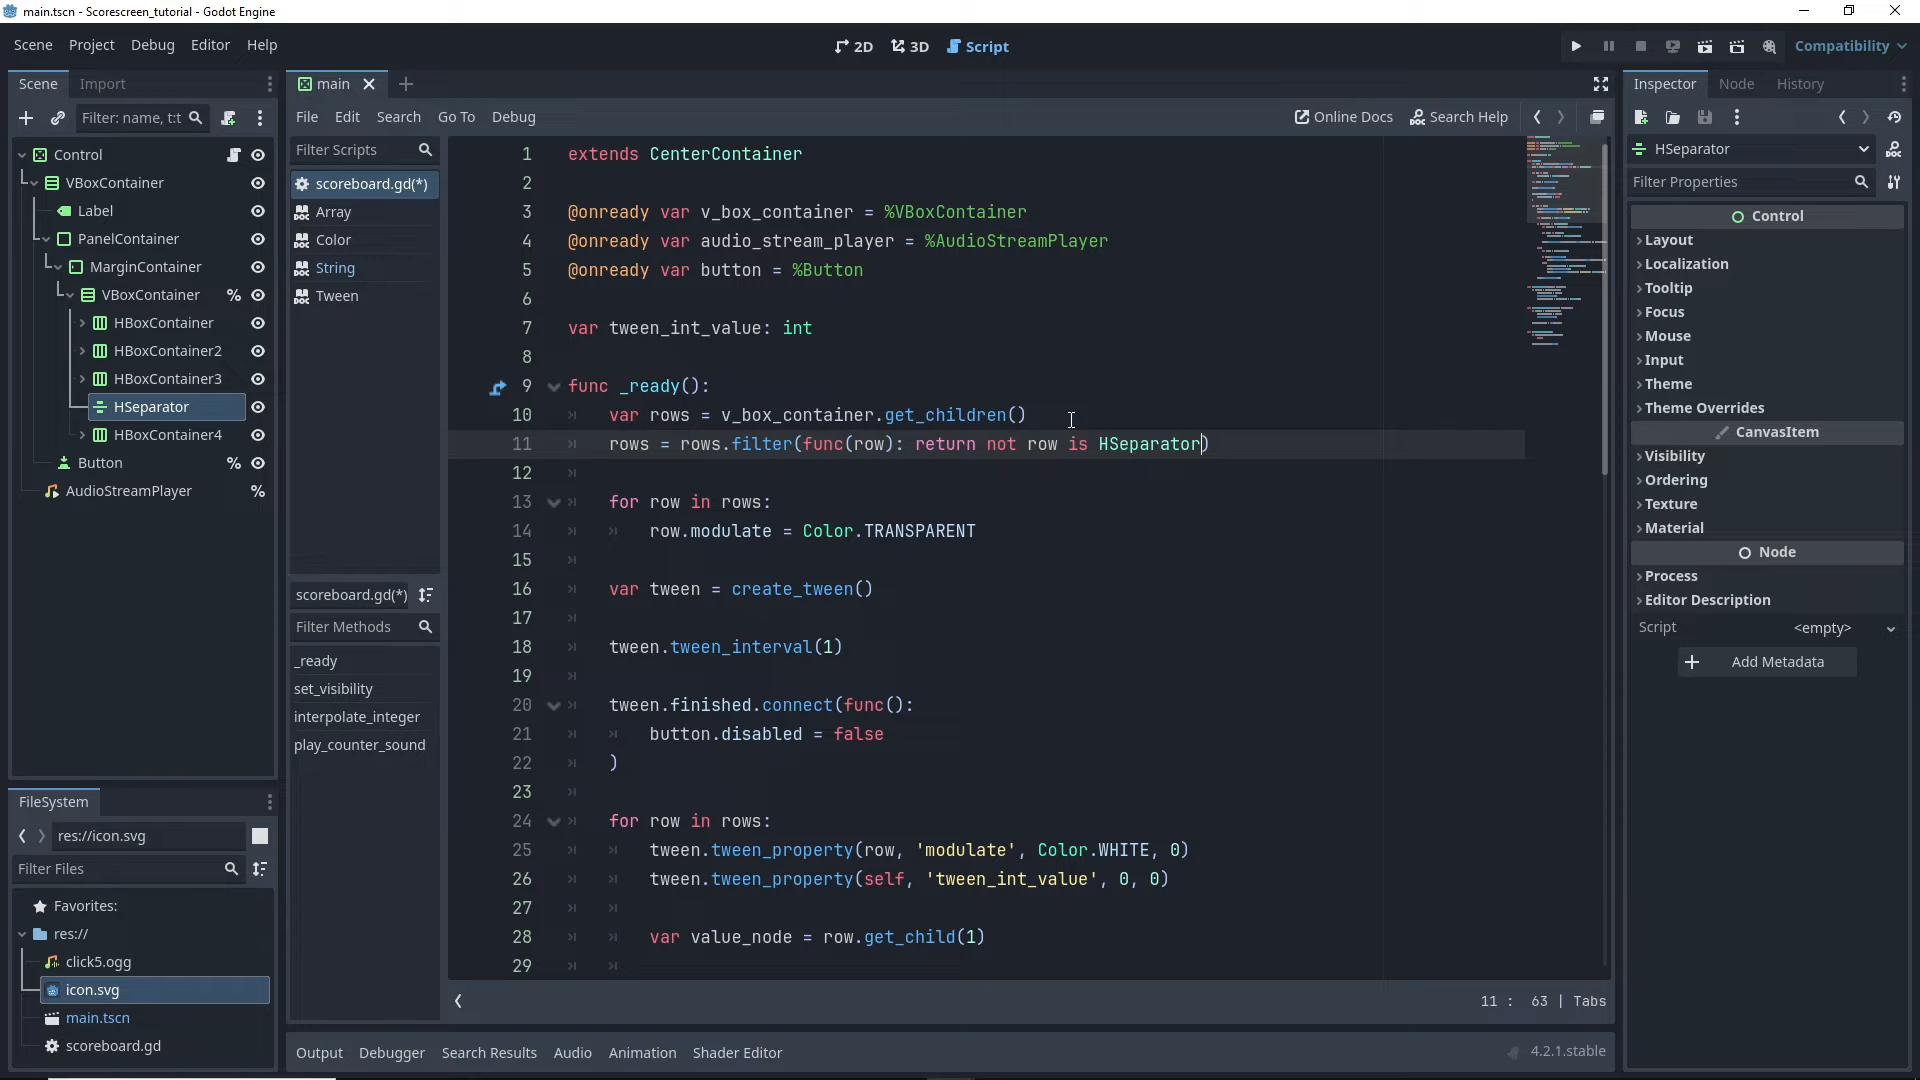 main.tscn - Scorescreen_tutorial - Godot Engine
Scene Project Debug Editor Help
2D 3D Script
Compatibility
Scene Import
Filter: name, t:t
Control
VBoxContainer
Label
PanelContainer
MarginContainer
VBoxContainer %
HBoxContainer
HBoxContainer2
HBoxContainer3
HSeparator
HBoxContainer4
Button %
AudioStreamPlayer %
FileSystem
res://icon.svg
Filter Files
Favorites:
res://
click5.ogg
icon.svg
main.tscn
scoreboard.gd
main
File Edit Search Go To Debug
Online Docs Search Help
Filter Scripts
scoreboard.gd(*)
Array
Color
String
Tween
scoreboard.gd(*)
Filter Methods
_ready
set_visibility
interpolate_integer
play_counter_sound
1 extends CenterContainer
2
3 @onready var v_box_container = %VBoxContainer
4 @onready var audio_stream_player = %AudioStreamPlayer
5 @onready var button = %Button
6
7 var tween_int_value: int
8
9 func _ready():
10 var rows = v_box_container.get_children()
11 rows = rows.filter(func(row): return not row is HSeparator)
12
13 for row in rows:
14 row.modulate = Color.TRANSPARENT
15
16 var tween = create_tween()
17
18 tween.tween_interval(1)
19
20 tween.finished.connect(func():
21 button.disabled = false
22 )
23
24 for row in rows:
25 tween.tween_property(row, 'modulate', Color.WHITE, 0)
26 tween.tween_property(self, 'tween_int_value', 0, 0)
27
28 var value_node = row.get_child(1)
29
11 : 63 | Tabs
Output Debugger Search Results Audio Animation Shader Editor
4.2.1.stable
Inspector Node History
HSeparator
Filter Properties
Control
Layout
Localization
Tooltip
Focus
Mouse
Input
Theme
Theme Overrides
CanvasItem
Visibility
Ordering
Texture
Material
Node
Process
Editor Description
Script <empty>
Add Metadata